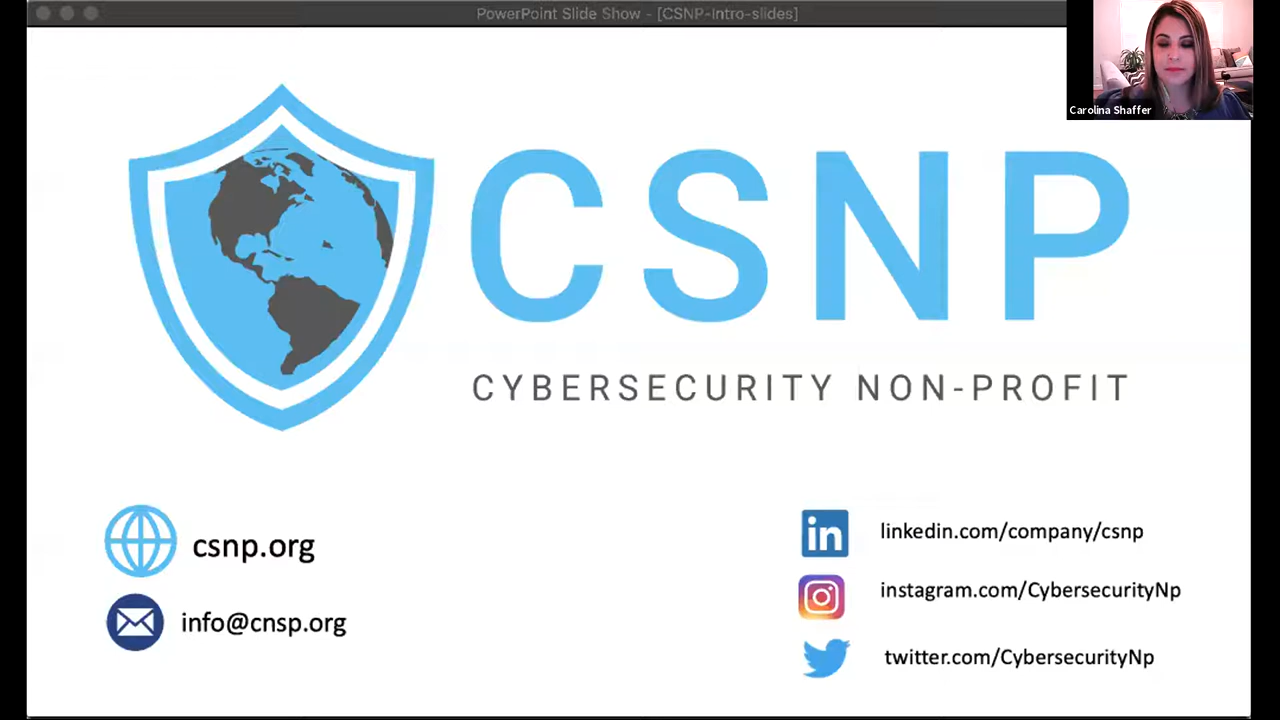 PowerPoint Slide Show - [CSNP-Intro-slides]
Carolina Shaffer
CSNP
CYBERSECURITY NON-PROFIT
csnp.org
info@cnsp.org
in
linkedin.com/company/csnp
instagram.com/CybersecurityNp
twitter.com/CybersecurityNp